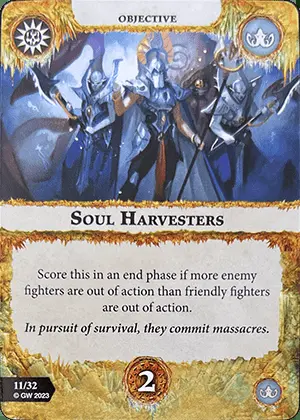 OBJECTIVE
SOUL HARVESTERS
Score this in an end phase if more enemy
fighters are out of action than friendly fighters
are out of action.
In pursuit of survival, they commit massacres.
2
11/32
© GW 2023